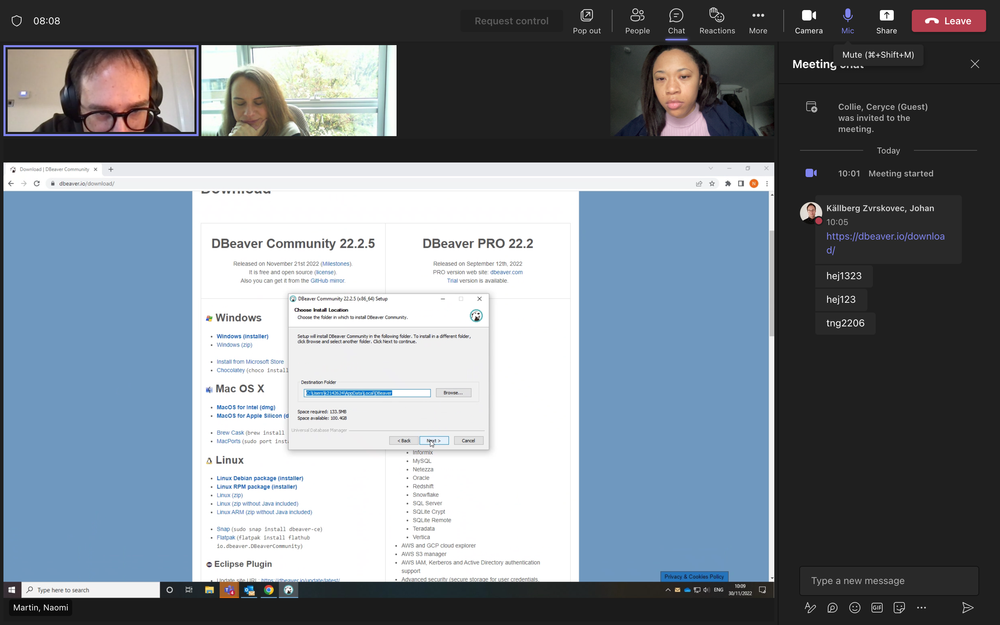 08:08
Request control
Pop out
People
Chat
Reactions
More
Camera
Mic
Share
Leave
Mute (⌘+Shift+M)
Meeting
Collie, Ceryce (Guest)
was invited to the
meeting.
Today
10:01 Meeting started
Källberg Zvrskovec, Johan
10:05
https://dbeaver.io/downloa
d/
hej1323
hej123
tng2206
Type a new message
GIF
Download | DBeaver Community
dbeaver.io/download/
N
Download
DBeaver Community 22.2.5
Released on November 21st 2022 (Milestones).
It is free and open source (license).
Also you can get it from the GitHub mirror.
DBeaver PRO 22.2
Released on September 12th, 2022
PRO version web site: dbeaver.com
Trial version is available.
Windows
Windows (installer)
Windows (zip)
Install from Microsoft Store
Chocolatey (choco install
Mac OS X
MacOS for Intel (dmg)
MacOS for Apple Silicon (d
Brew Cask (brew install
MacPorts (sudo port inst
Linux
Linux Debian package (installer)
Linux RPM package (installer)
Linux (zip)
Linux (zip without Java included)
Linux ARM (zip without Java included)
Snap (sudo snap install dbeaver-ce)
Flatpak (flatpak install flathub
io.dbeaver.DBeaverCommunity)
Eclipse Plugin
Update site URL: https://dbeaver.io/update/latest/
DBeaver Community 22.2.5 (x86_64) Setup
Choose Install Location
Choose the folder in which to install DBeaver Community.
Setup will install DBeaver Community in the following folder. To install in a different folder,
click Browse and select another folder. Click Next to continue.
Destination Folder
C:\Users\k2142624\AppData\Local\DBeaver
Browse...
Space required: 133.5MB
Space available: 100.4GB
Universal Database Manager
< Back
Next >
Cancel
Informix
MySQL
Netezza
Oracle
Redshift
Snowflake
SQL Server
SQLite Crypt
SQLite Remote
Teradata
Vertica
AWS and GCP cloud explorer
AWS S3 manager
AWS IAM, Kerberos and Active Directory authentication
support
Advanced security (secure storage for user credentials,
Privacy & Cookies Policy
Type here to search
4
ENG
10:09
30/11/2022
Martin, Naomi